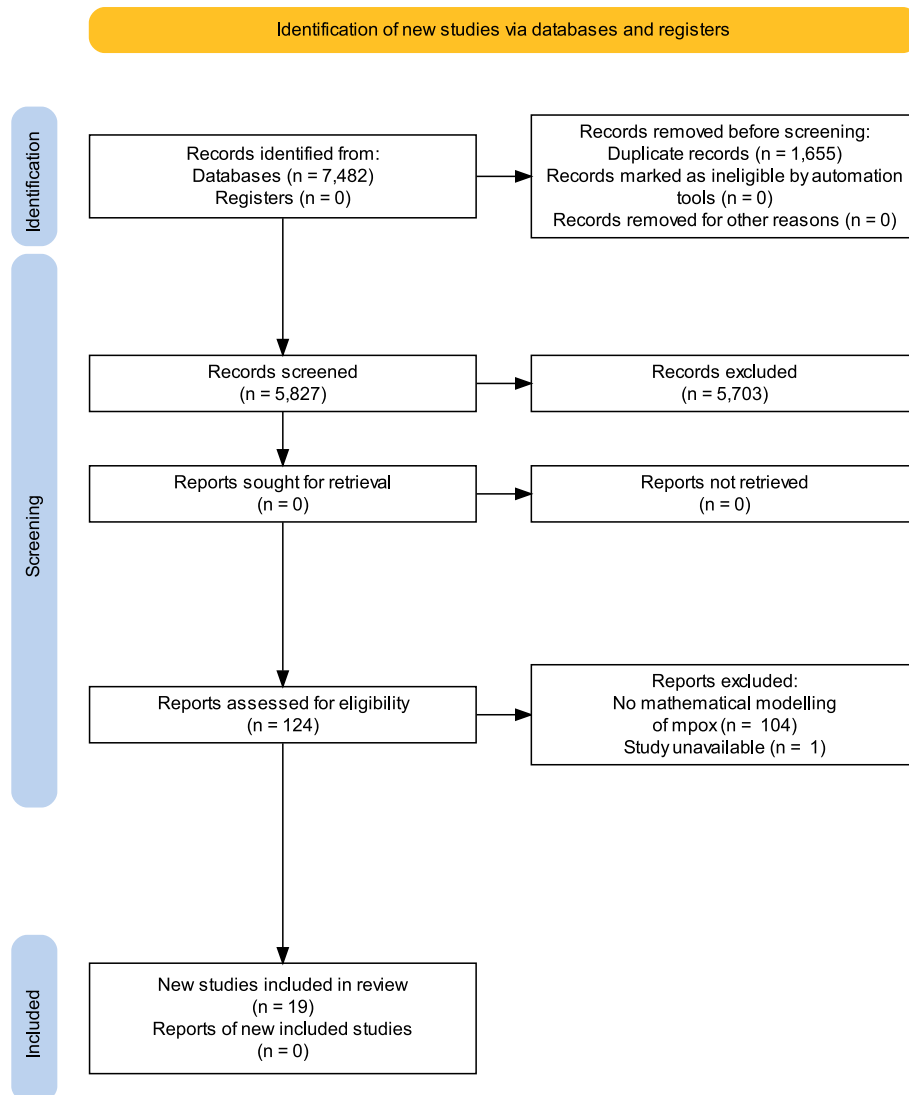 Identification of new studies via databases and registers
Identification
Records identified from:
Databases (n = 7,482)
Registers (n = 0)
Records removed before screening:
Duplicate records (n = 1,655)
Records marked as ineligible by automation
tools (n = 0)
Records removed for other reasons (n = 0)
Screening
Records screened
(n = 5,827)
Records excluded
(n = 5,703)
Reports sought for retrieval
(n = 0)
Reports not retrieved
(n = 0)
Reports assessed for eligibility
(n = 124)
Reports excluded:
No mathematical modelling
of mpox (n = 104)
Study unavailable (n = 1)
Included
New studies included in review
(n = 19)
Reports of new included studies
(n = 0)